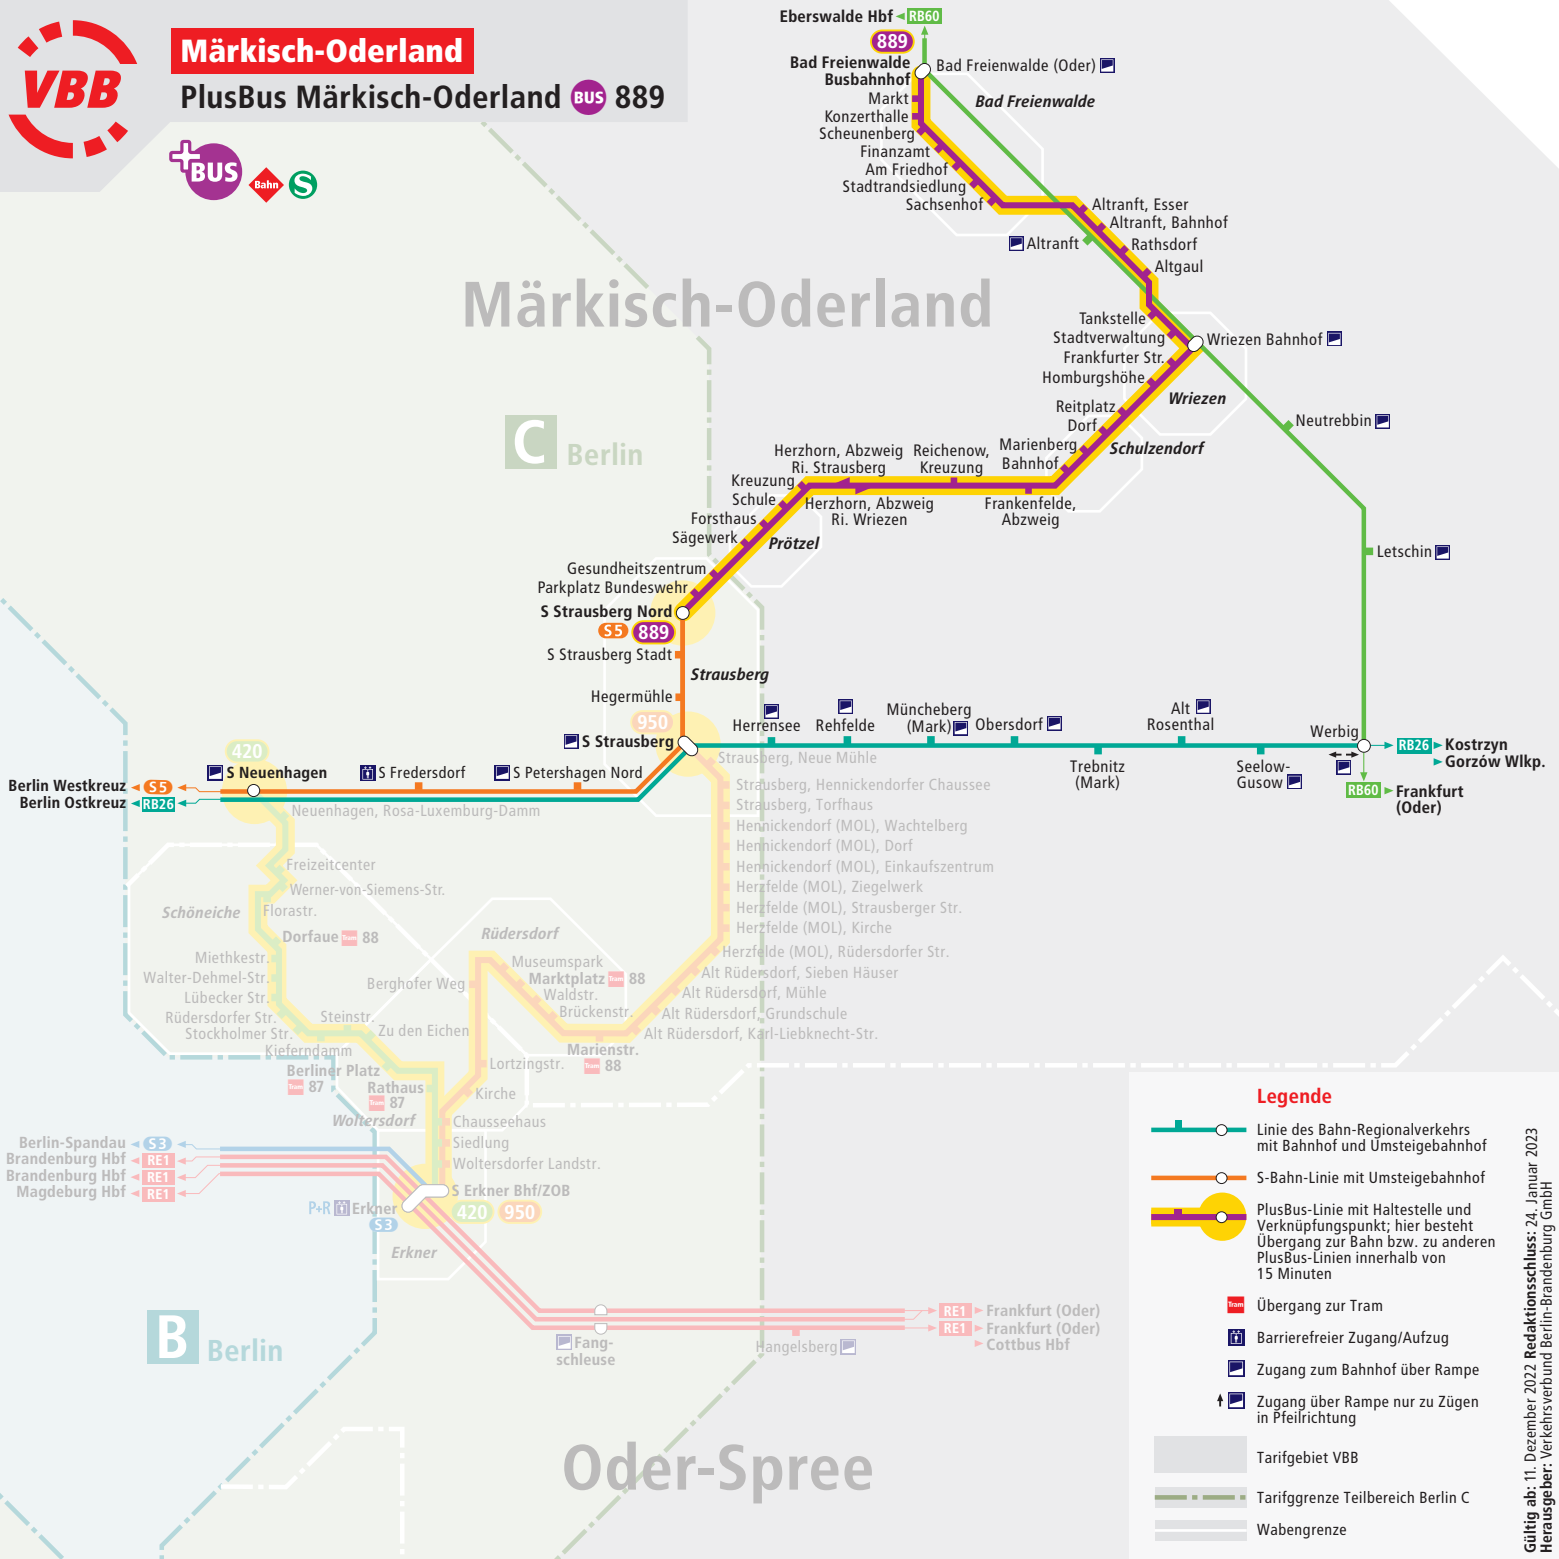 VBB
Märkisch-Oderland
PlusBus Märkisch-Oderland BUS 889
+BUS
Bahn
S
Eberswalde Hbf RB60
889
Bad Freienwalde
Busbahnhof
Bad Freienwalde (Oder)
Bad Freienwalde
Markt
Konzerthalle
Scheunenberg
Finanzamt
Am Friedhof
Stadtrandsiedlung
Sachsenhof
Altranft, Esser
Altranft, Bahnhof
Altranft
Rathsdorf
Altgaul
Märkisch-Oderland
Tankstelle
Stadtverwaltung
Wriezen Bahnhof
Frankfurter Str.
Homburgshöhe
Wriezen
Reitplatz
Dorf
Neutrebbin
Marienberg
Bahnhof
Schulzendorf
C Berlin
Herzhorn, Abzweig
Ri. Strausberg
Reichenow,
Kreuzung
Kreuzung
Schule
Herzhorn, Abzweig
Ri. Wriezen
Frankenfelde,
Abzweig
Forsthaus
Sägewerk
Prötzel
Letschin
Gesundheitszentrum
Parkplatz Bundeswehr
S Strausberg Nord
S5 889
S Strausberg Stadt
Strausberg
Hegermühle
950
S Strausberg
Herrensee
Rehfelde
Müncheberg
(Mark)
Obersdorf
Trebnitz
(Mark)
Alt
Rosenthal
Seelow-
Gusow
Werbig
RB26 Kostrzyn
Gorzów Wlkp.
RB60 Frankfurt
(Oder)
420
S Neuenhagen
S Fredersdorf
S Petershagen Nord
Berlin Westkreuz S5
Berlin Ostkreuz RB26
Neuenhagen, Rosa-Luxemburg-Damm
Strausberg, Neue Mühle
Strausberg, Hennickendorfer Chaussee
Strausberg, Torfhaus
Hennickendorf (MOL), Wachtelberg
Hennickendorf (MOL), Dorf
Hennickendorf (MOL), Einkaufszentrum
Herzfelde (MOL), Ziegelwerk
Herzfelde (MOL), Strausberger Str.
Herzfelde (MOL), Kirche
Herzfelde (MOL), Rüdersdorfer Str.
Alt Rüdersdorf, Sieben Häuser
Alt Rüdersdorf, Mühle
Alt Rüdersdorf, Grundschule
Alt Rüdersdorf, Karl-Liebknecht-Str.
Freizeitcenter
Werner-von-Siemens-Str.
Schöneiche
Florastr.
Dorfaue Tram 88
Miethkestr.
Walter-Dehmel-Str.
Lübecker Str.
Rüdersdorfer Str.
Stockholmer Str.
Kieferndamm
Steinstr.
Zu den Eichen
Berliner Platz
Tram 87
Rathaus
Tram 87
Woltersdorf
Rüdersdorf
Museumspark
Marktplatz Tram 88
Waldstr.
Brückenstr.
Berghofer Weg
Marienstr.
Tram 88
Lortzingstr.
Kirche
Chausseehaus
Siedlung
Woltersdorfer Landstr.
S Erkner Bhf/ZOB
420 950
P+R Erkner
S3
Erkner
Berlin-Spandau S3
Brandenburg Hbf RE1
Brandenburg Hbf RE1
Magdeburg Hbf RE1
B Berlin
Fang-
schleuse
Hangelsberg
RE1 Frankfurt (Oder)
RE1 Frankfurt (Oder)
Cottbus Hbf
Oder-Spree
Legende
Linie des Bahn-Regionalverkehrs
mit Bahnhof und Umsteigebahnhof
S-Bahn-Linie mit Umsteigebahnhof
PlusBus-Linie mit Haltestelle und
Verknüpfungspunkt; hier besteht
Übergang zur Bahn bzw. zu anderen
PlusBus-Linien innerhalb von
15 Minuten
Tram Übergang zur Tram
Barrierefreier Zugang/Aufzug
Zugang zum Bahnhof über Rampe
Zugang über Rampe nur zu Zügen
in Pfeilrichtung
Tarifgebiet VBB
Tarifggrenze Teilbereich Berlin C
Wabengrenze
Gültig ab: 11. Dezember 2022 Redaktionsschluss: 24. Januar 2023
Herausgeber: Verkehrsverbund Berlin-Brandenburg GmbH